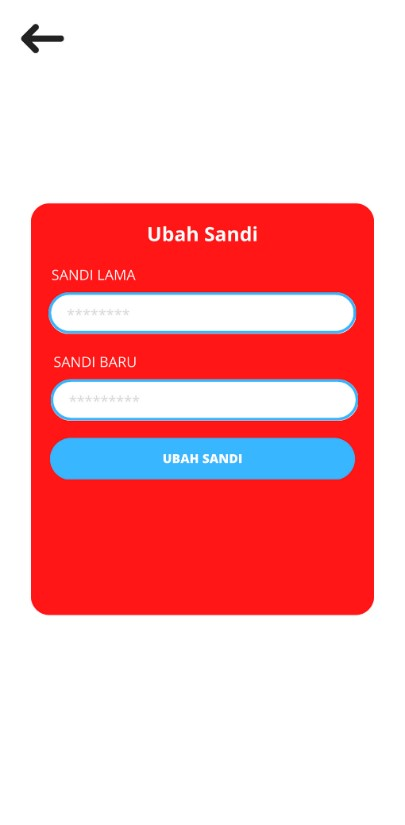 Ubah Sandi
SANDI LAMA
********
SANDI BARU
*********
UBAH SANDI